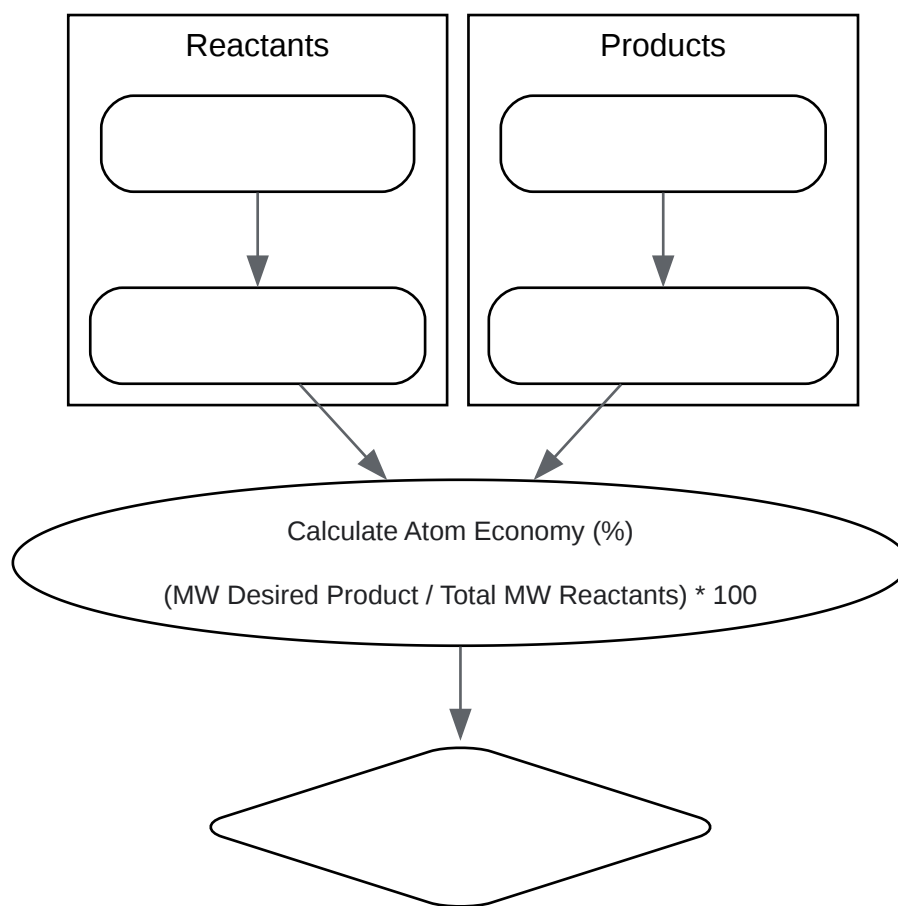 Reactants
Products
Calculate Atom Economy (%)
(MW Desired Product / Total MW Reactants) * 100